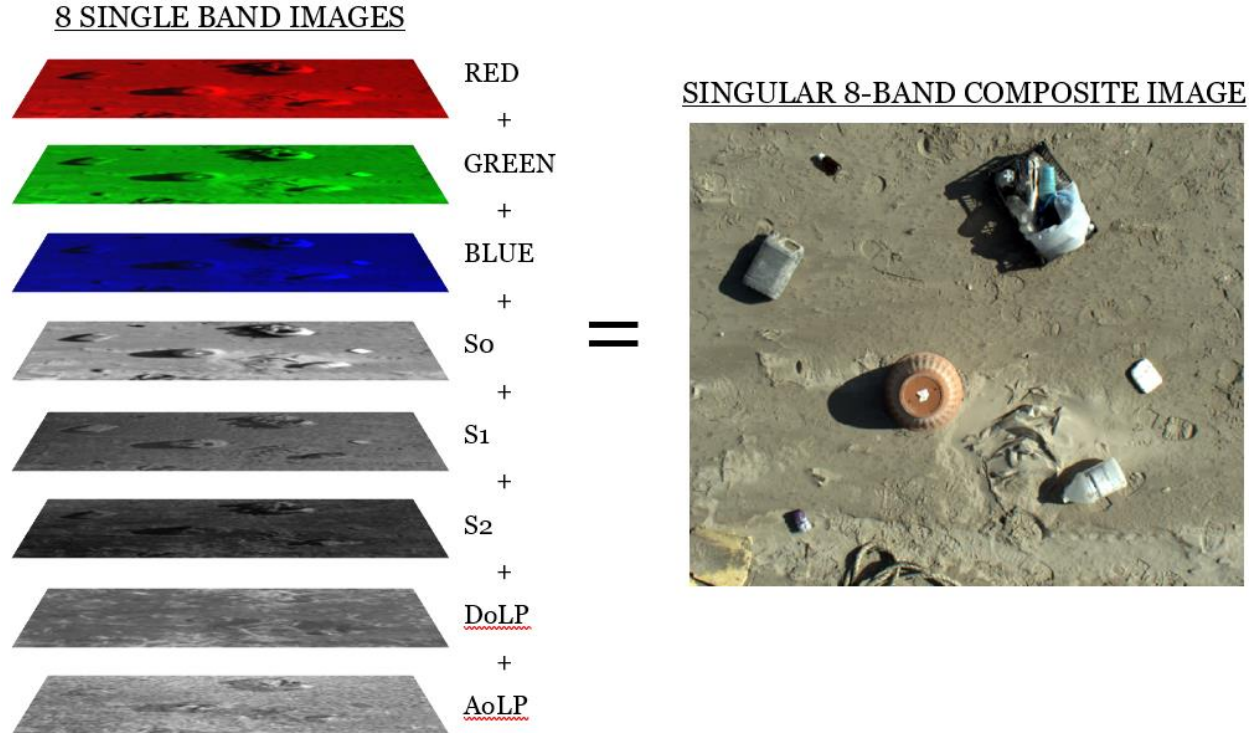 8 SINGLE BAND IMAGES
RED
+
GREEN
+
BLUE
+
S0
+
S1
+
S2
+
DoLP
+
AoLP
=
SINGULAR 8-BAND COMPOSITE IMAGE